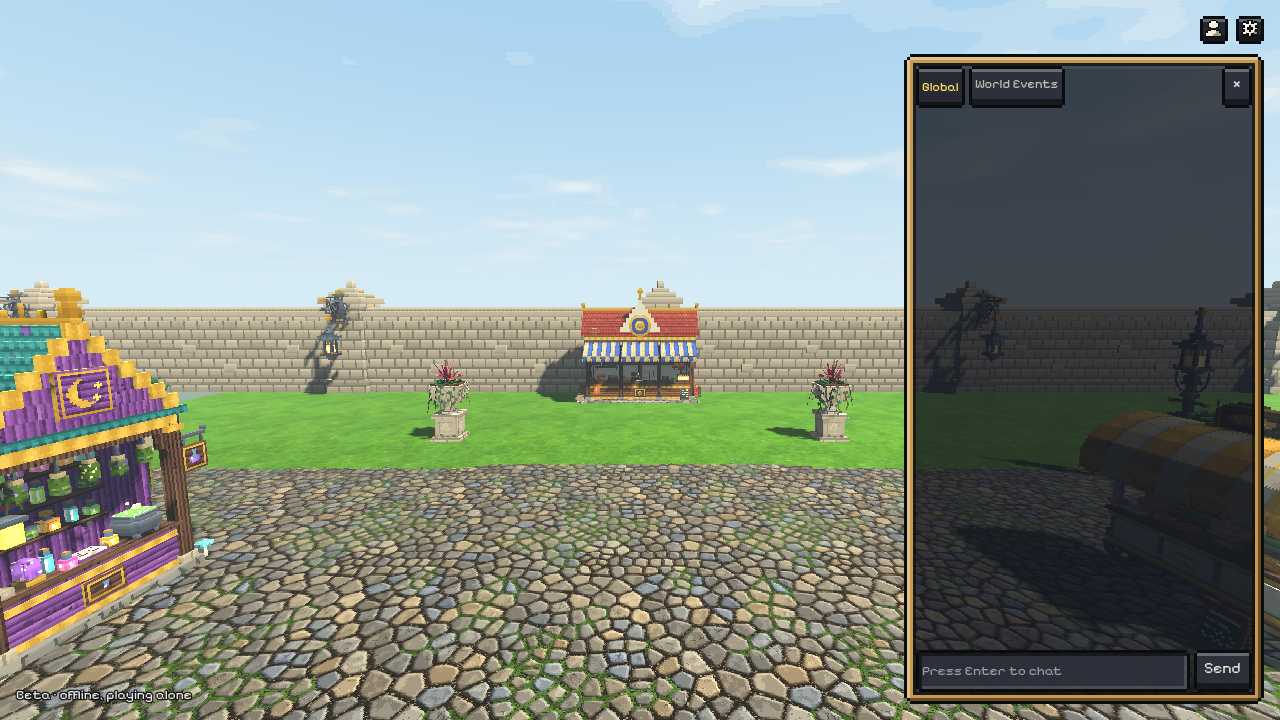 Global
World Events
×
Press Enter to chat
Send
Beta · offline, playing alone